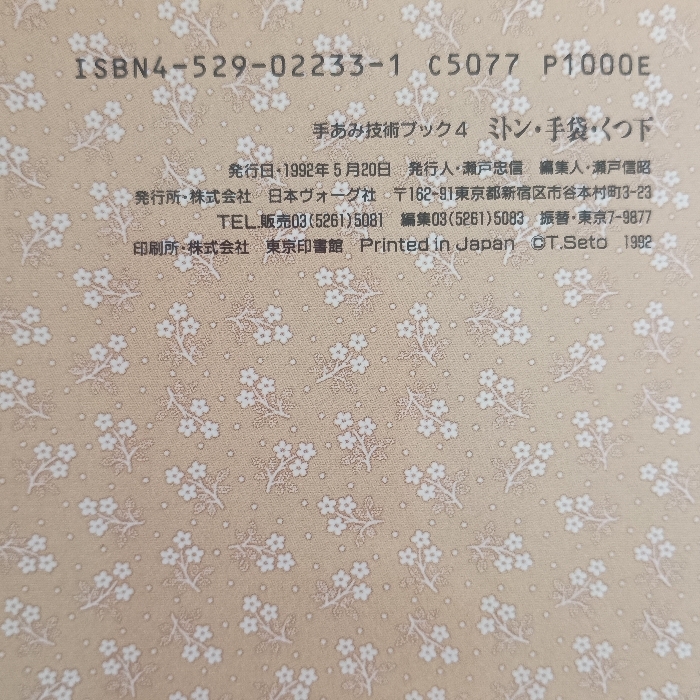 ISBN4-529-02233-1 C5077 P1000E
手あみ技術ブック4 ミトン・手袋・くつ下
発行日・1992年5月20日 発行人・瀬戸忠信 編集人・瀬戸信昭
発行所・株式会社 日本ヴォーグ社 〒162-91東京都新宿区市谷本村町3-23
TEL.販売03(5261)5081 編集03(5261)5083 振替・東京7-9877
印刷所・株式会社 東京印書館 Printed in Japan ©T.Seto 1992